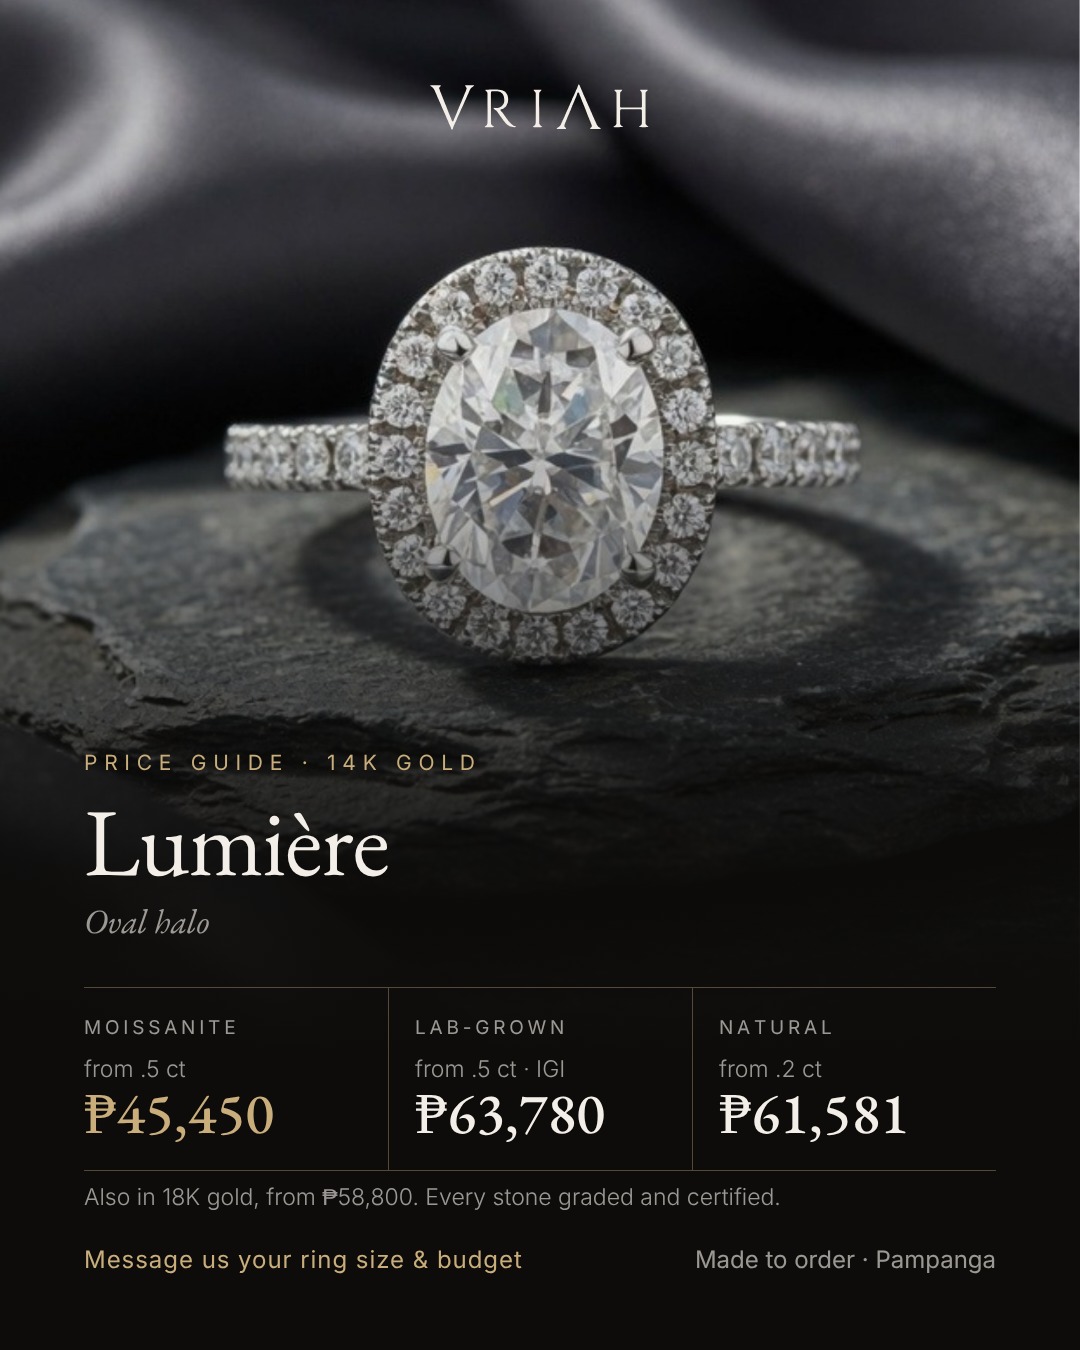 VRIAH
PRICE GUIDE · 14K GOLD
Lumière
Oval halo
MOISSANITE
from .5 ct
₱45,450
LAB-GROWN
from .5 ct · IGI
₱63,780
NATURAL
from .2 ct
₱61,581
Also in 18K gold, from ₱58,800. Every stone graded and certified.
Message us your ring size & budget
Made to order · Pampanga